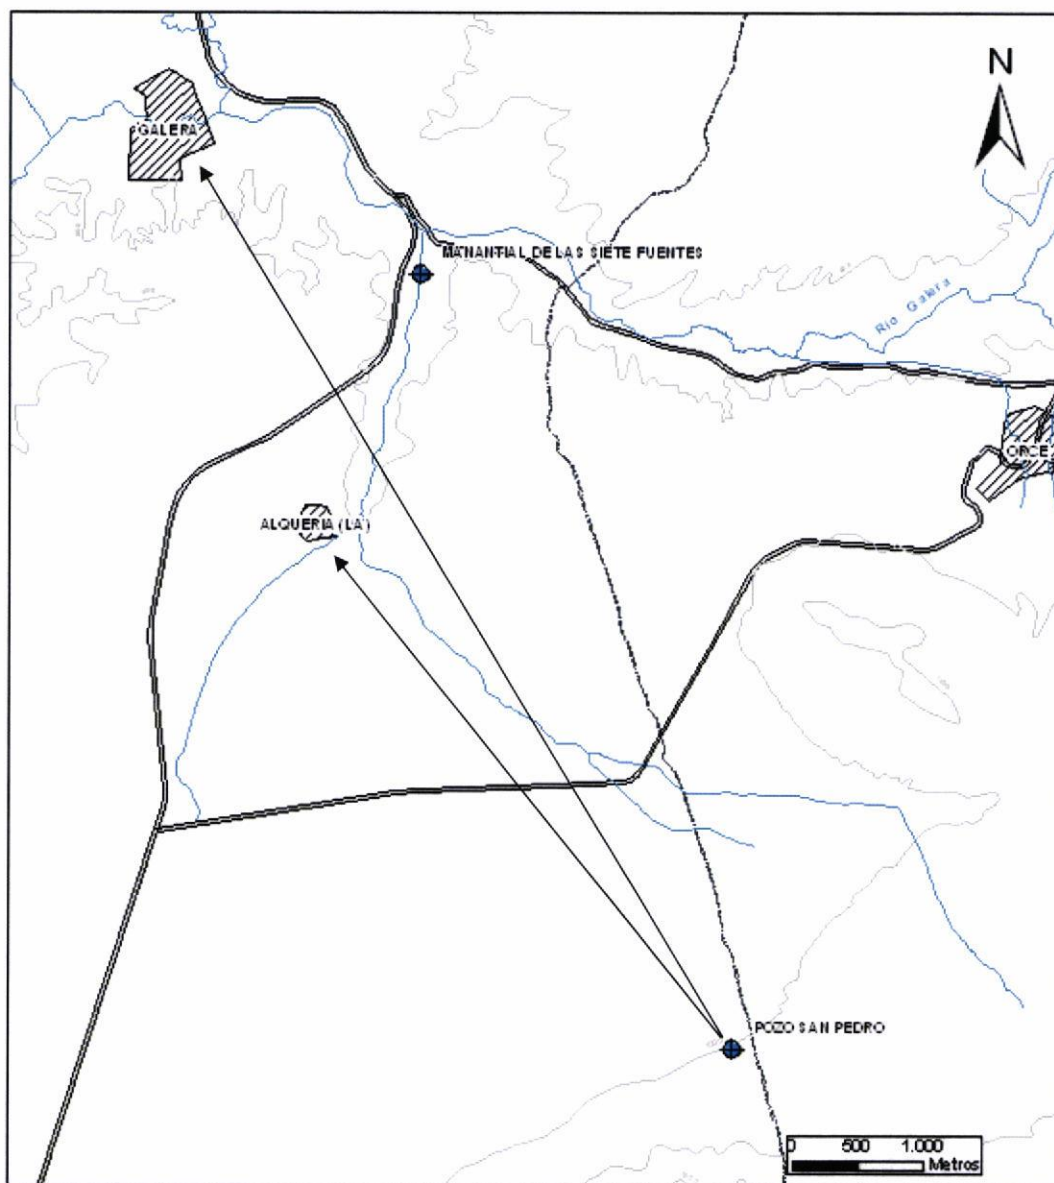 N
GALERA
MANANTIAL DE LAS SIETE FUENTES
Rio Galera
ORCE
ALQUERIA (LA)
POZO SAN PEDRO
0 500 1.000
Metros